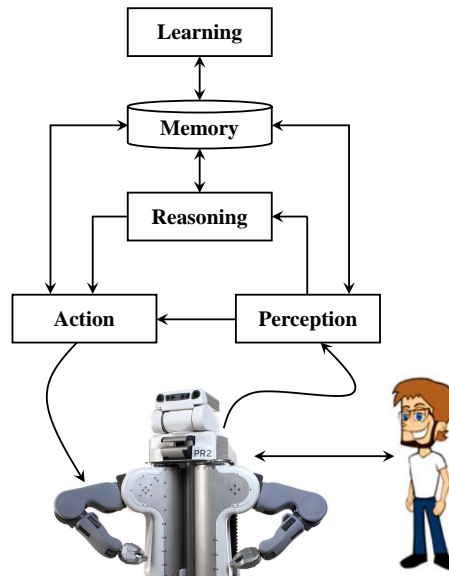 Learning
Memory
Reasoning
Action
Perception
PR2